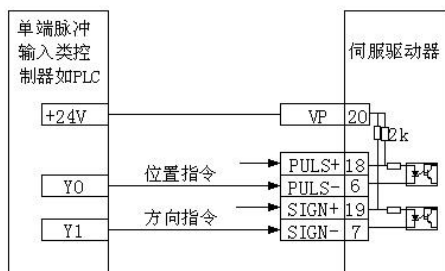 单端脉冲
输入类控
制器如PLC
伺服驱动器
+24V
VP 20
2k
位置指令
PULS+ 18
Y0
PULS- 6
方向指令
SIGN+ 19
Y1
SIGN- 7